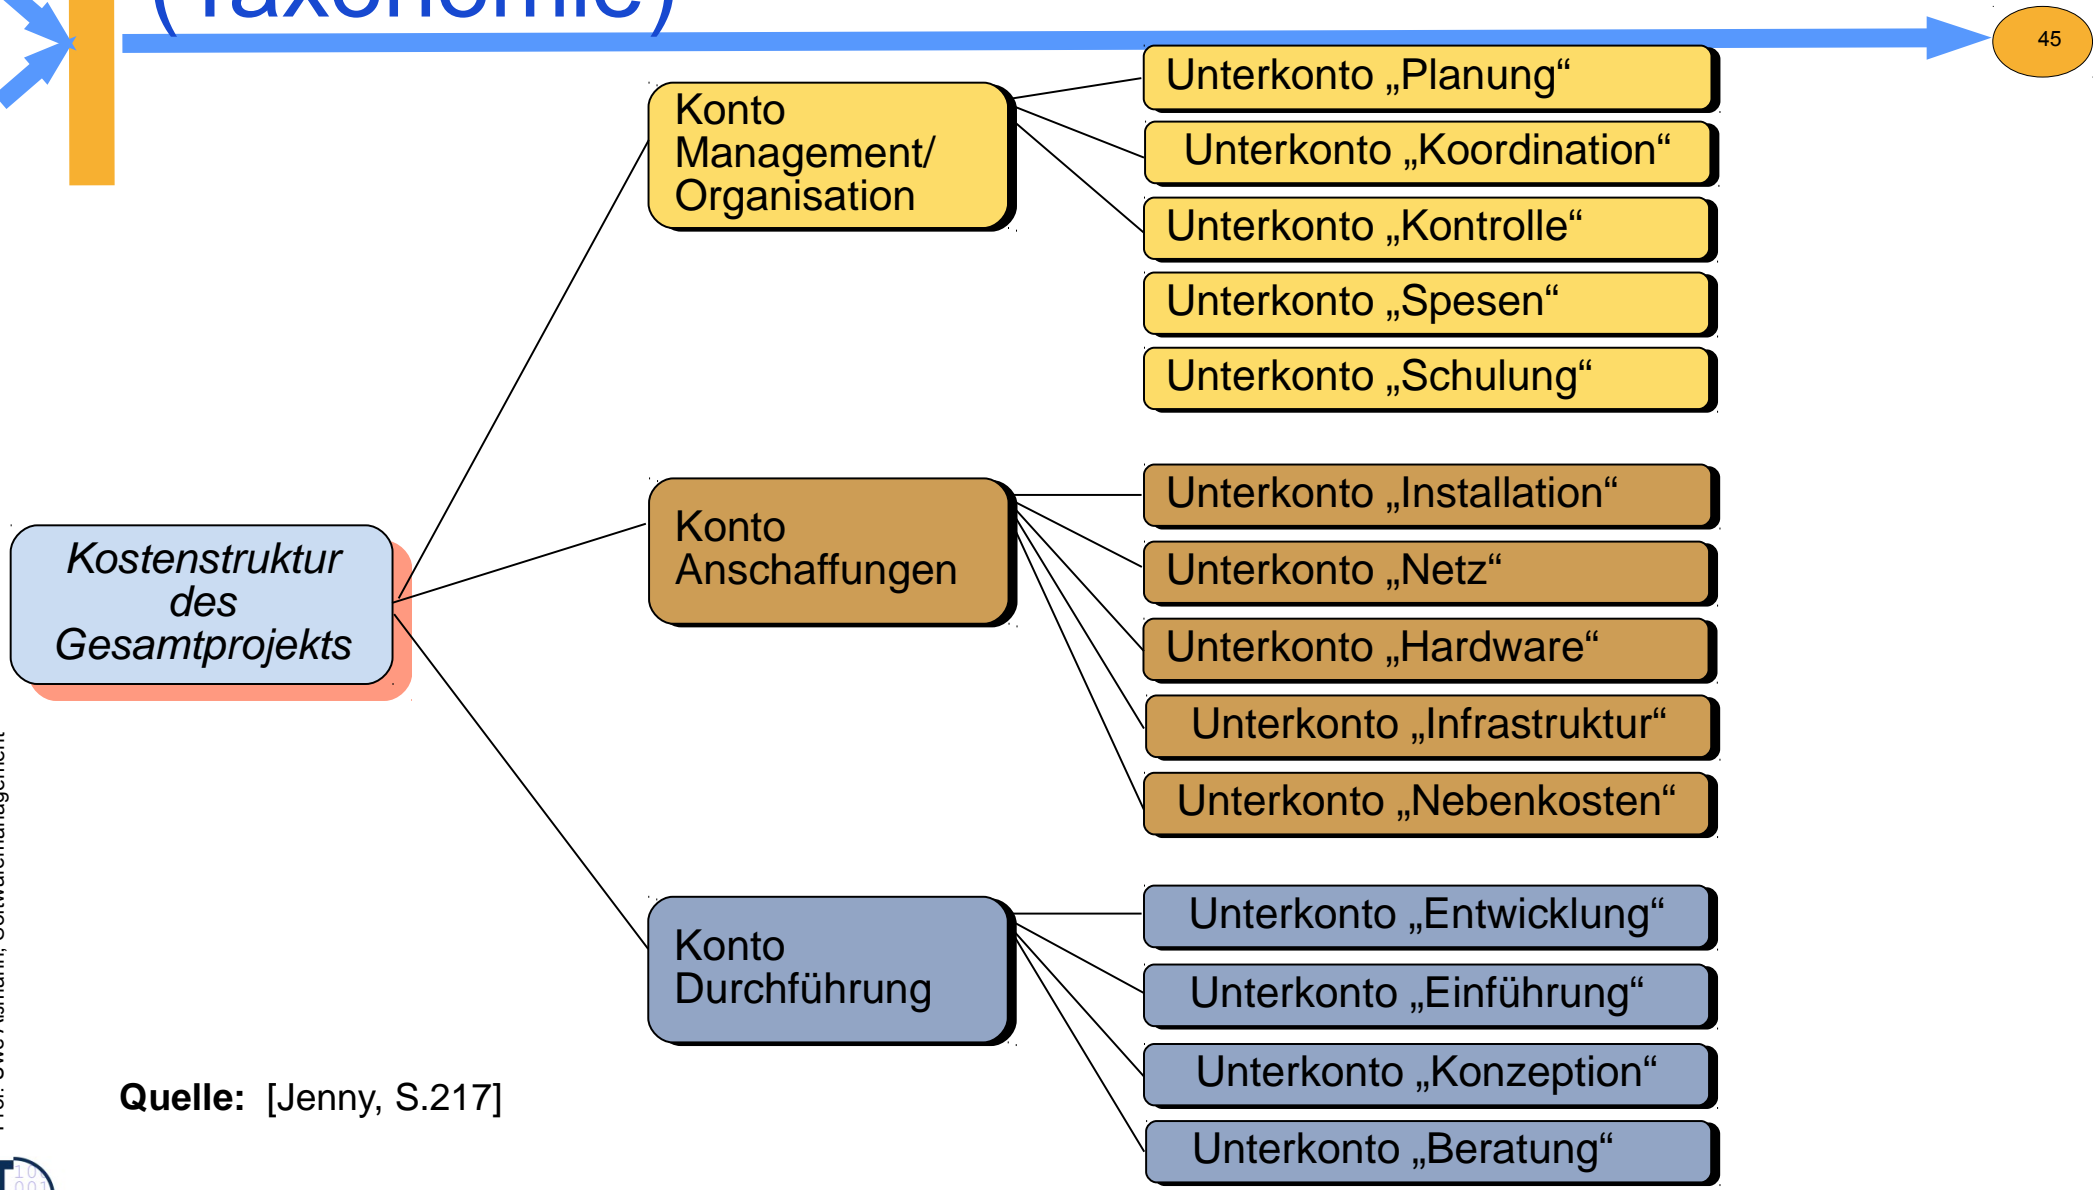 (Taxonomie)
45
Konto
Management/
Organisation
Unterkonto „Planung“
Unterkonto „Koordination“
Unterkonto „Kontrolle“
Unterkonto „Spesen“
Unterkonto „Schulung“
Kostenstruktur
des
Gesamtprojekts
Konto
Anschaffungen
Unterkonto „Installation“
Unterkonto „Netz“
Unterkonto „Hardware“
Unterkonto „Infrastruktur“
Unterkonto „Nebenkosten“
Konto
Durchführung
Unterkonto „Entwicklung“
Unterkonto „Einführung“
Unterkonto „Konzeption“
Unterkonto „Beratung“
Quelle: [Jenny, S.217]